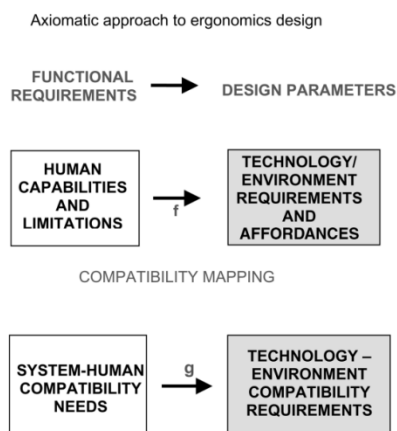 Axiomatic approach to ergonomics design
FUNCTIONAL
REQUIREMENTS
DESIGN PARAMETERS
HUMAN
CAPABILITIES
AND
LIMITATIONS
f
TECHNOLOGY/
ENVIRONMENT
REQUIREMENTS
AND
AFFORDANCES
COMPATIBILITY MAPPING
SYSTEM-HUMAN
COMPATIBILITY
NEEDS
g
TECHNOLOGY –
ENVIRONMENT
COMPATIBILITY
REQUIREMENTS